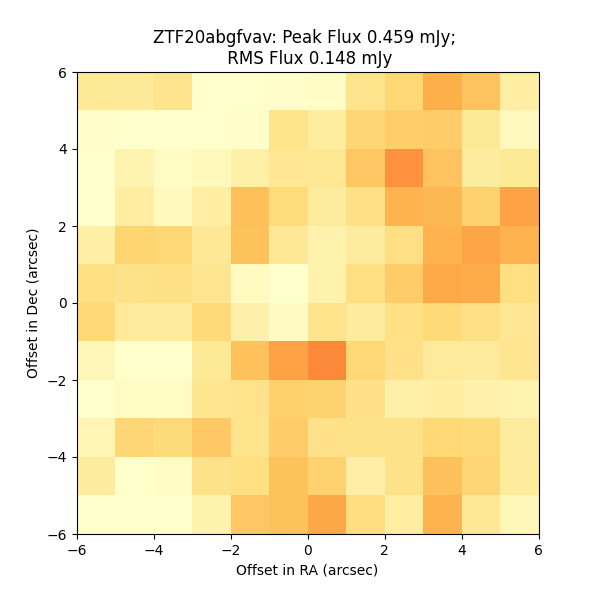 ZTF20abgfvav: Peak Flux 0.459 mJy;
RMS Flux 0.148 mJy
6
4
2
0
−2
−4
−6
Offset in Dec (arcsec)
−6 −4 −2 0 2 4 6
Offset in RA (arcsec)